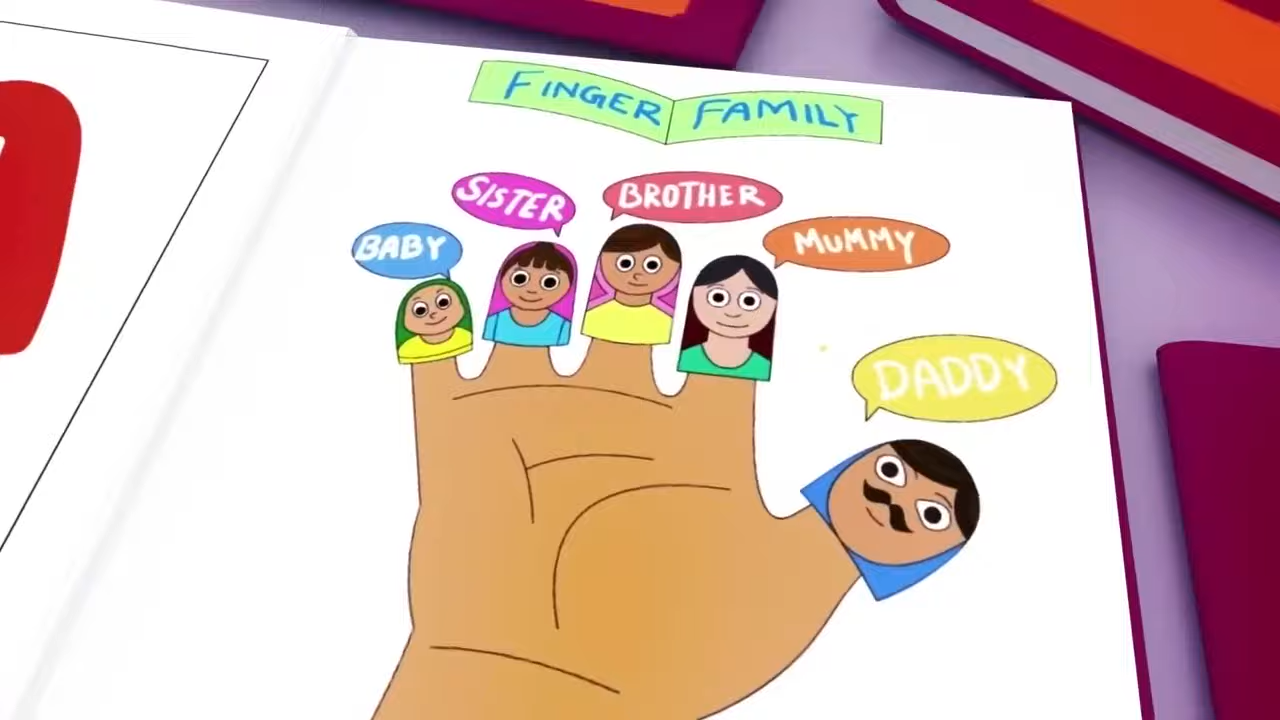 FINGER FAMILY
SISTER
BROTHER
BABY
MUMMY
DADDY